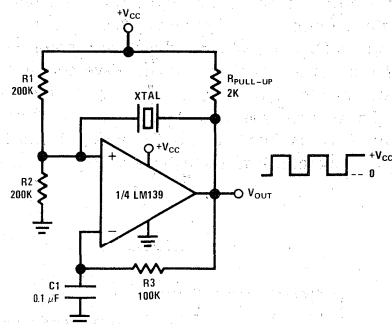 +VCC
R1
200K
RPULL-UP
2K
XTAL
+VCC
+
1/4 LM139
−
R2
200K
VOUT
+VCC
0
C1
0.1 μF
R3
100K